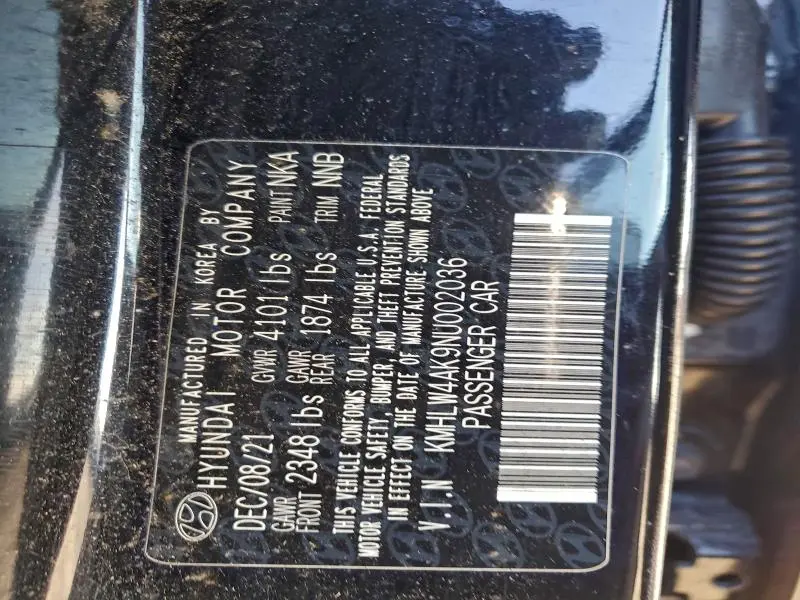 MANUFACTURED IN KOREA BY
HYUNDAI MOTOR COMPANY
DEC/08/21 GVWR 4101 lbs PAINT NKA
GAWR FRONT 2348 lbs GAWR REAR 1874 lbs TRIM NNB
THIS VEHICLE CONFORMS TO ALL APPLICABLE U.S.A. FEDERAL
MOTOR VEHICLE SAFETY, BUMPER, AND THEFT PREVENTION STANDARDS
IN EFFECT ON THE DATE OF MANUFACTURE SHOWN ABOVE
V.I.N KMHLW4AK9NU002036
PASSENGER CAR